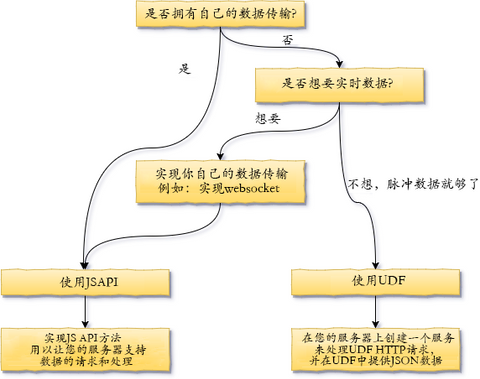 是否拥有自己的数据传输?
否
是
是否想要实时数据?
想要
实现你自己的数据传输
例如： 实现websocket
不想，脉冲数据就够了
使用JSAPI
使用UDF
实现JS API方法
用以让您的服务器支持
数据的请求和处理
在您的服务器上创建一个服务
来处理UDF HTTP请求，
并在UDF中提供JSON数据